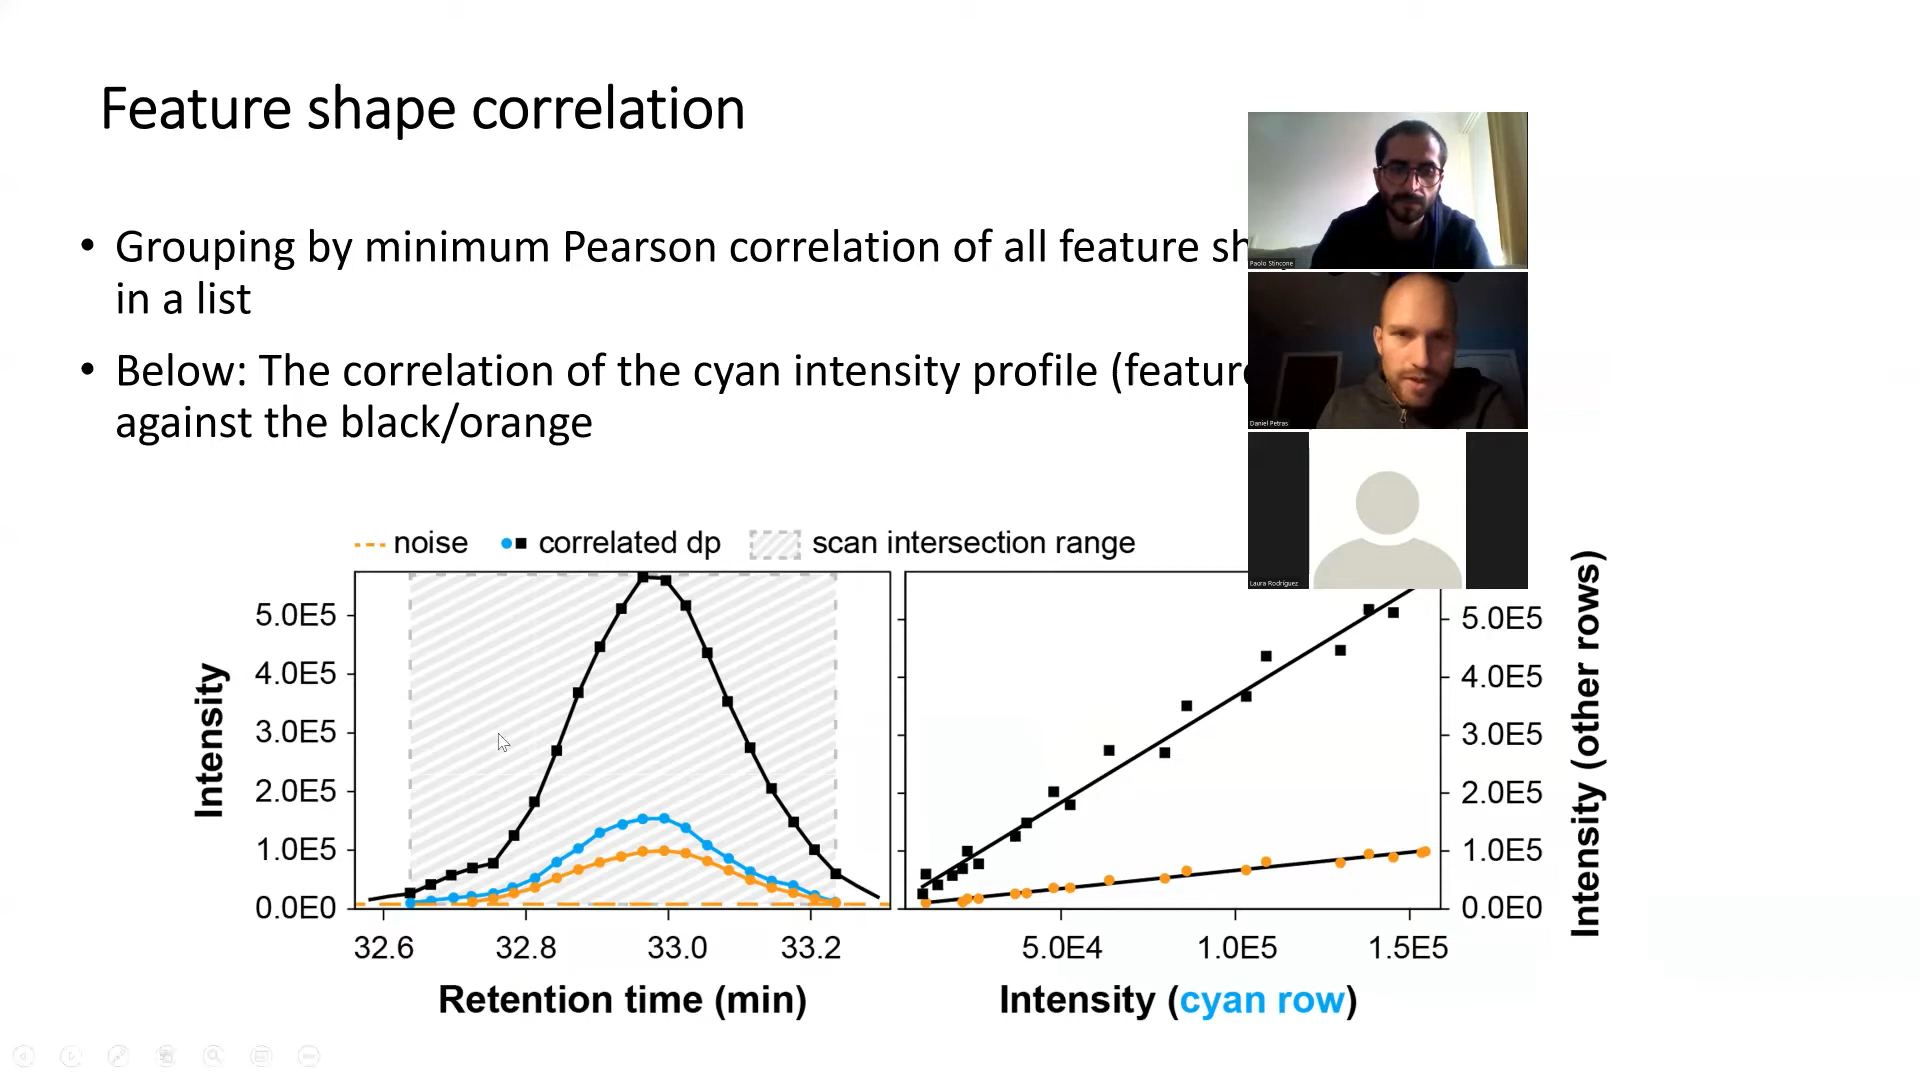 Feature shape correlation
• Grouping by minimum Pearson correlation of all feature
in a list
• Below: The correlation of the cyan intensity profile
against the black/orange
noise correlated dp scan intersection range
Intensity
5.0E5
4.0E5
3.0E5
2.0E5
1.0E5
0.0E0
32.6 32.8 33.0 33.2
Retention time (min)
5.0E4 1.0E5 1.5E5
Intensity (cyan row)
5.0E5
4.0E5
3.0E5
2.0E5
1.0E5
0.0E0
Intensity (other rows)
Paolo Stincone
Daniel Petras
Laura Rodriguez